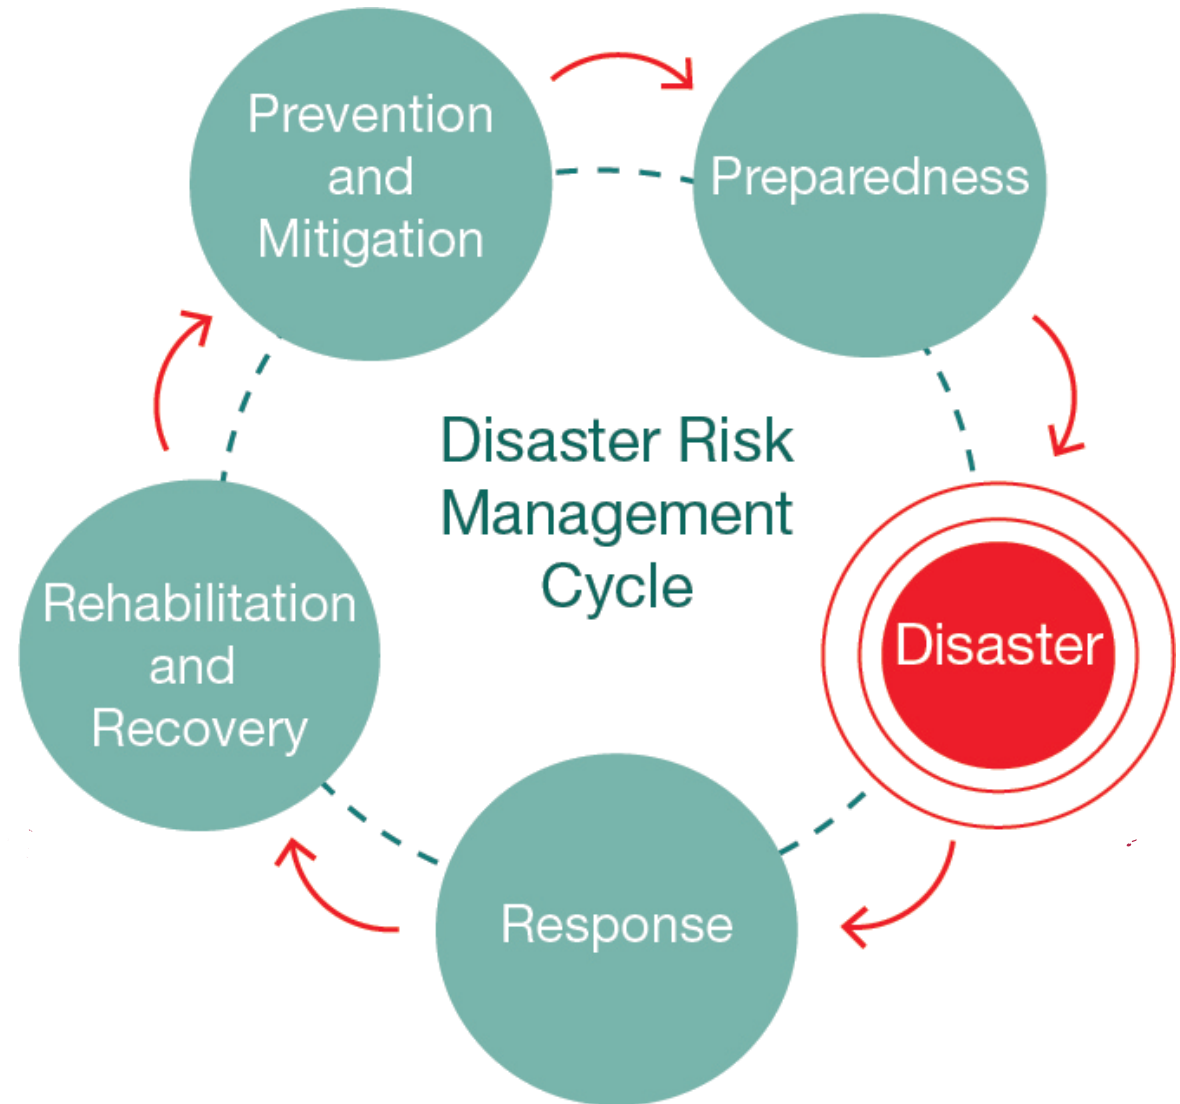 Prevention
and
Mitigation
Preparedness
Disaster Risk
Management
Cycle
Rehabilitation
and
Recovery
Disaster
Response